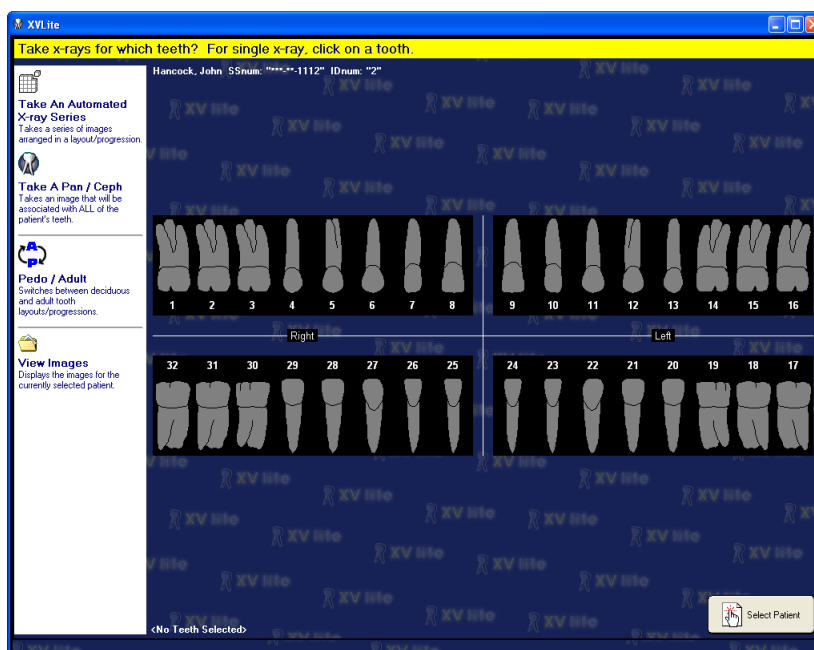 XVLite
Take x-rays for which teeth? For single x-ray, click on a tooth.
Take An Automated
X-ray Series
Takes a series of images
arranged in a layout/progression.
Take A Pan / Ceph
Takes an image that will be
associated with ALL of the
patient's teeth.
A
P
Pedo / Adult
Switches between deciduous
and adult tooth
layouts/progressions.
View Images
Displays the images for the
currently selected patient.
Hancock, John SSnum: "***-**-1112" IDnum: "2"
1 2 3 4 5 6 7 8 9 10 11 12 13 14 15 16
Right Left
32 31 30 29 28 27 26 25 24 23 22 21 20 19 18 17
<No Teeth Selected>
Select Patient
XV lite